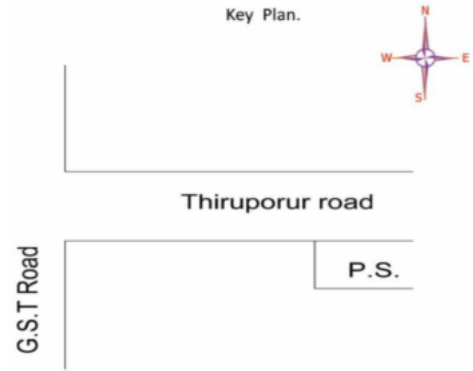 Key Plan.
N
W
E
S
Thiruporur road
P.S.
G.S.T Road